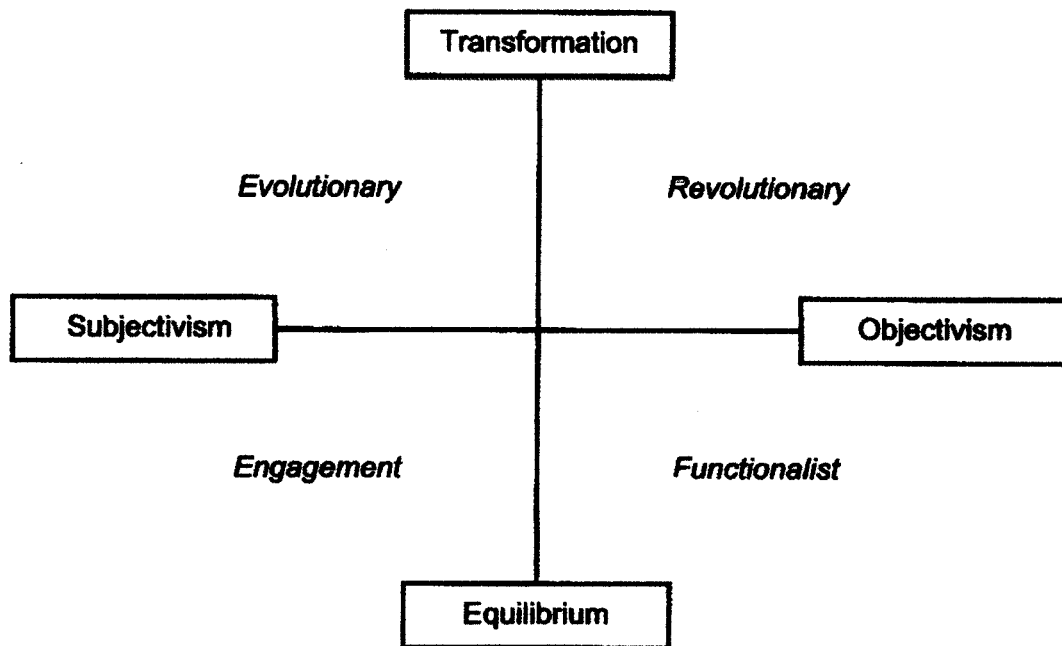 Transformation
Evolutionary
Revolutionary
Subjectivism
Objectivism
Engagement
Functionalist
Equilibrium